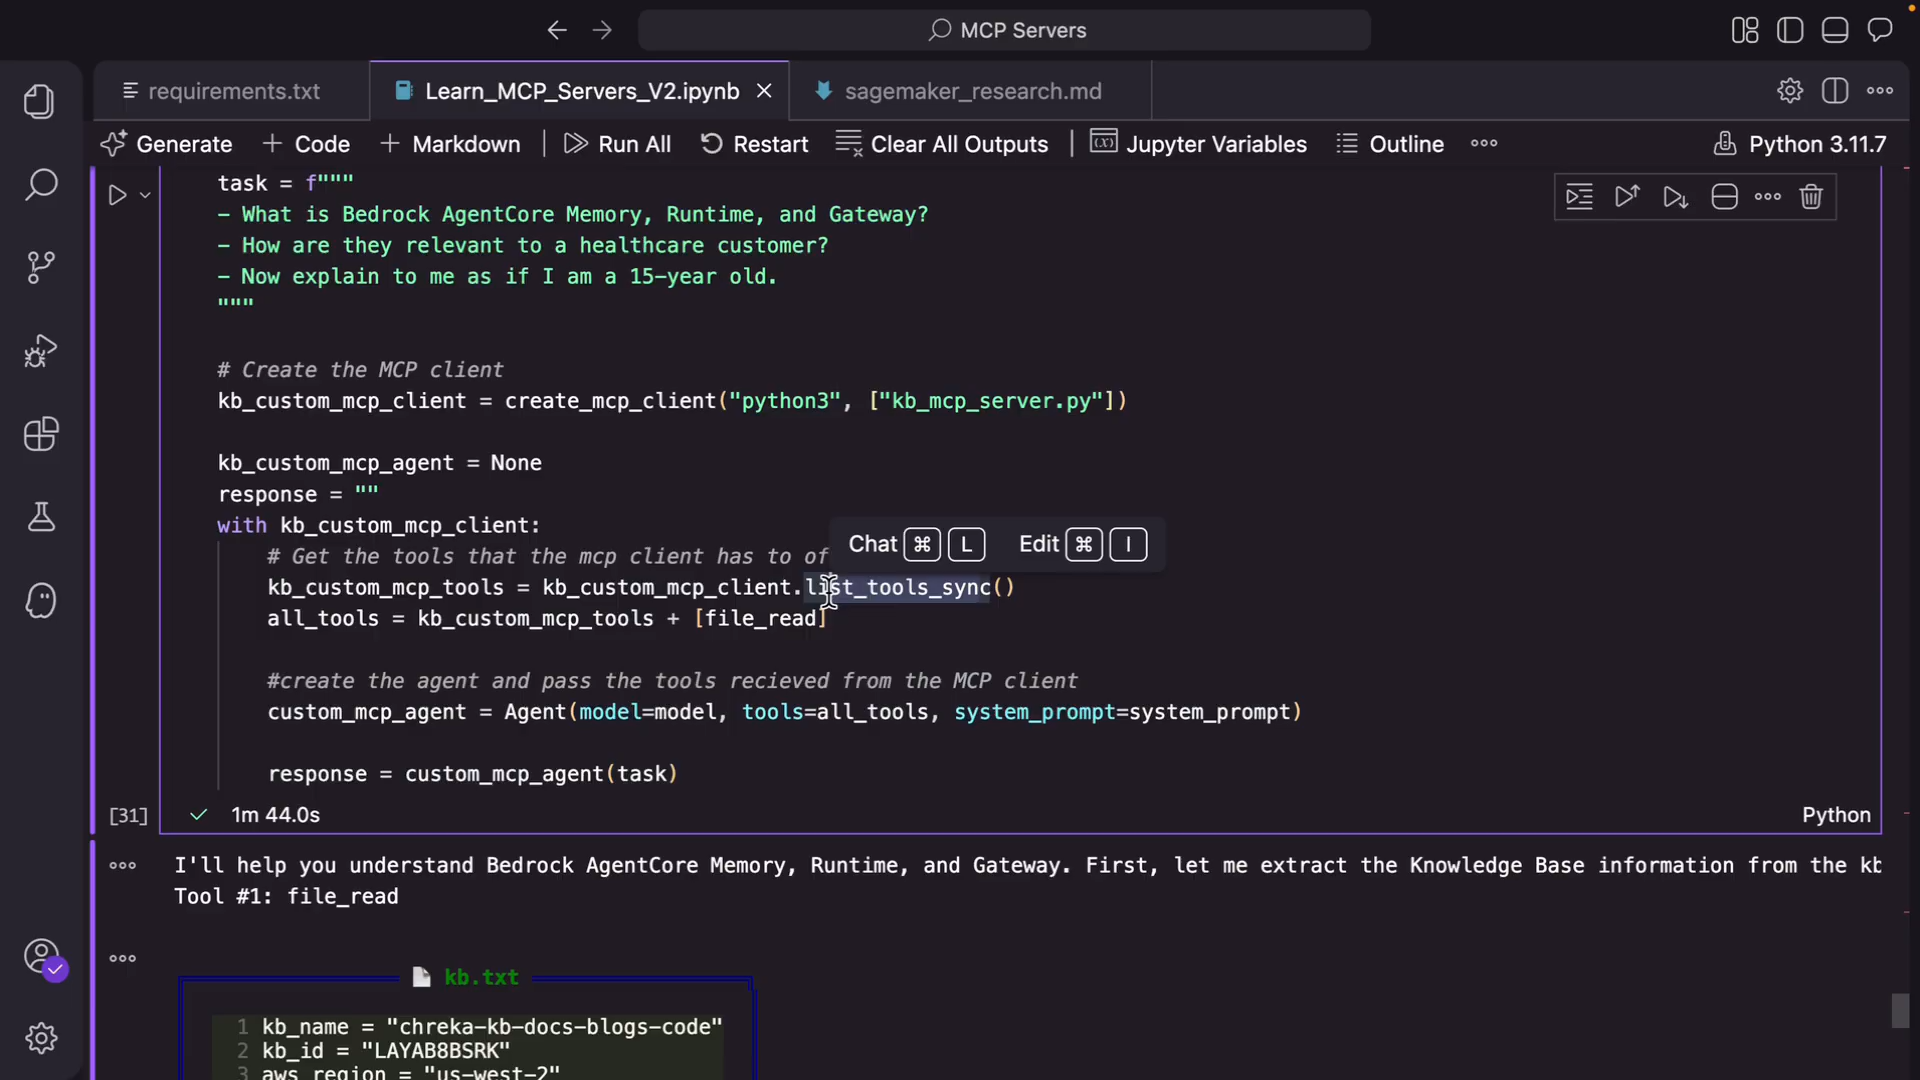 MCP Servers
requirements.txt
Learn_MCP_Servers_V2.ipynb
sagemaker_research.md
Generate
Code
Markdown
Run All
Restart
Clear All Outputs
Jupyter Variables
Outline
Python 3.11.7
task = f"""
- What is Bedrock AgentCore Memory, Runtime, and Gateway?
- How are they relevant to a healthcare customer?
- Now explain to me as if I am a 15-year old.
"""
# Create the MCP client
kb_custom_mcp_client = create_mcp_client("python3", ["kb_mcp_server.py"])
kb_custom_mcp_agent = None
response = ""
with kb_custom_mcp_client:
Chat ⌘ L Edit ⌘ I
# Get the tools that the mcp client has to of
kb_custom_mcp_tools = kb_custom_mcp_client.list_tools_sync()
all_tools = kb_custom_mcp_tools + [file_read]
#create the agent and pass the tools recieved from the MCP client
custom_mcp_agent = Agent(model=model, tools=all_tools, system_prompt=system_prompt)
response = custom_mcp_agent(task)
[31] 1m 44.0s
Python
I'll help you understand Bedrock AgentCore Memory, Runtime, and Gateway. First, let me extract the Knowledge Base information from the kb
Tool #1: file_read
kb.txt
1 kb_name = "chreka-kb-docs-blogs-code"
2 kb_id = "LAYAB8BSRK"
3 aws_region = "us-west-2"